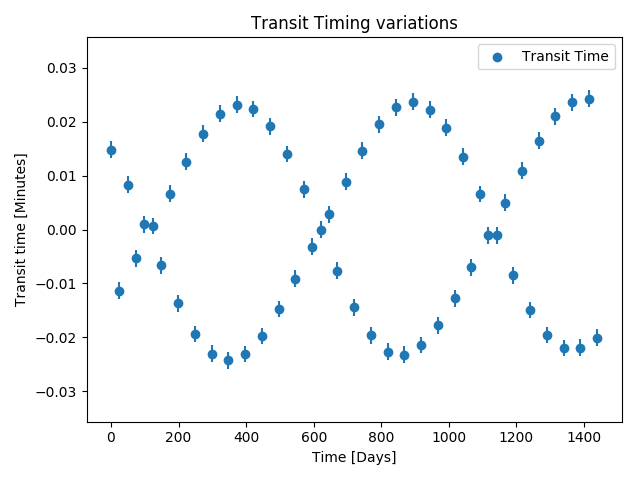 Transit Timing variations
Transit Time
0.03
0.02
0.01
0.00
−0.01
−0.02
−0.03
Transit time [Minutes]
0 200 400 600 800 1000 1200 1400
Time [Days]